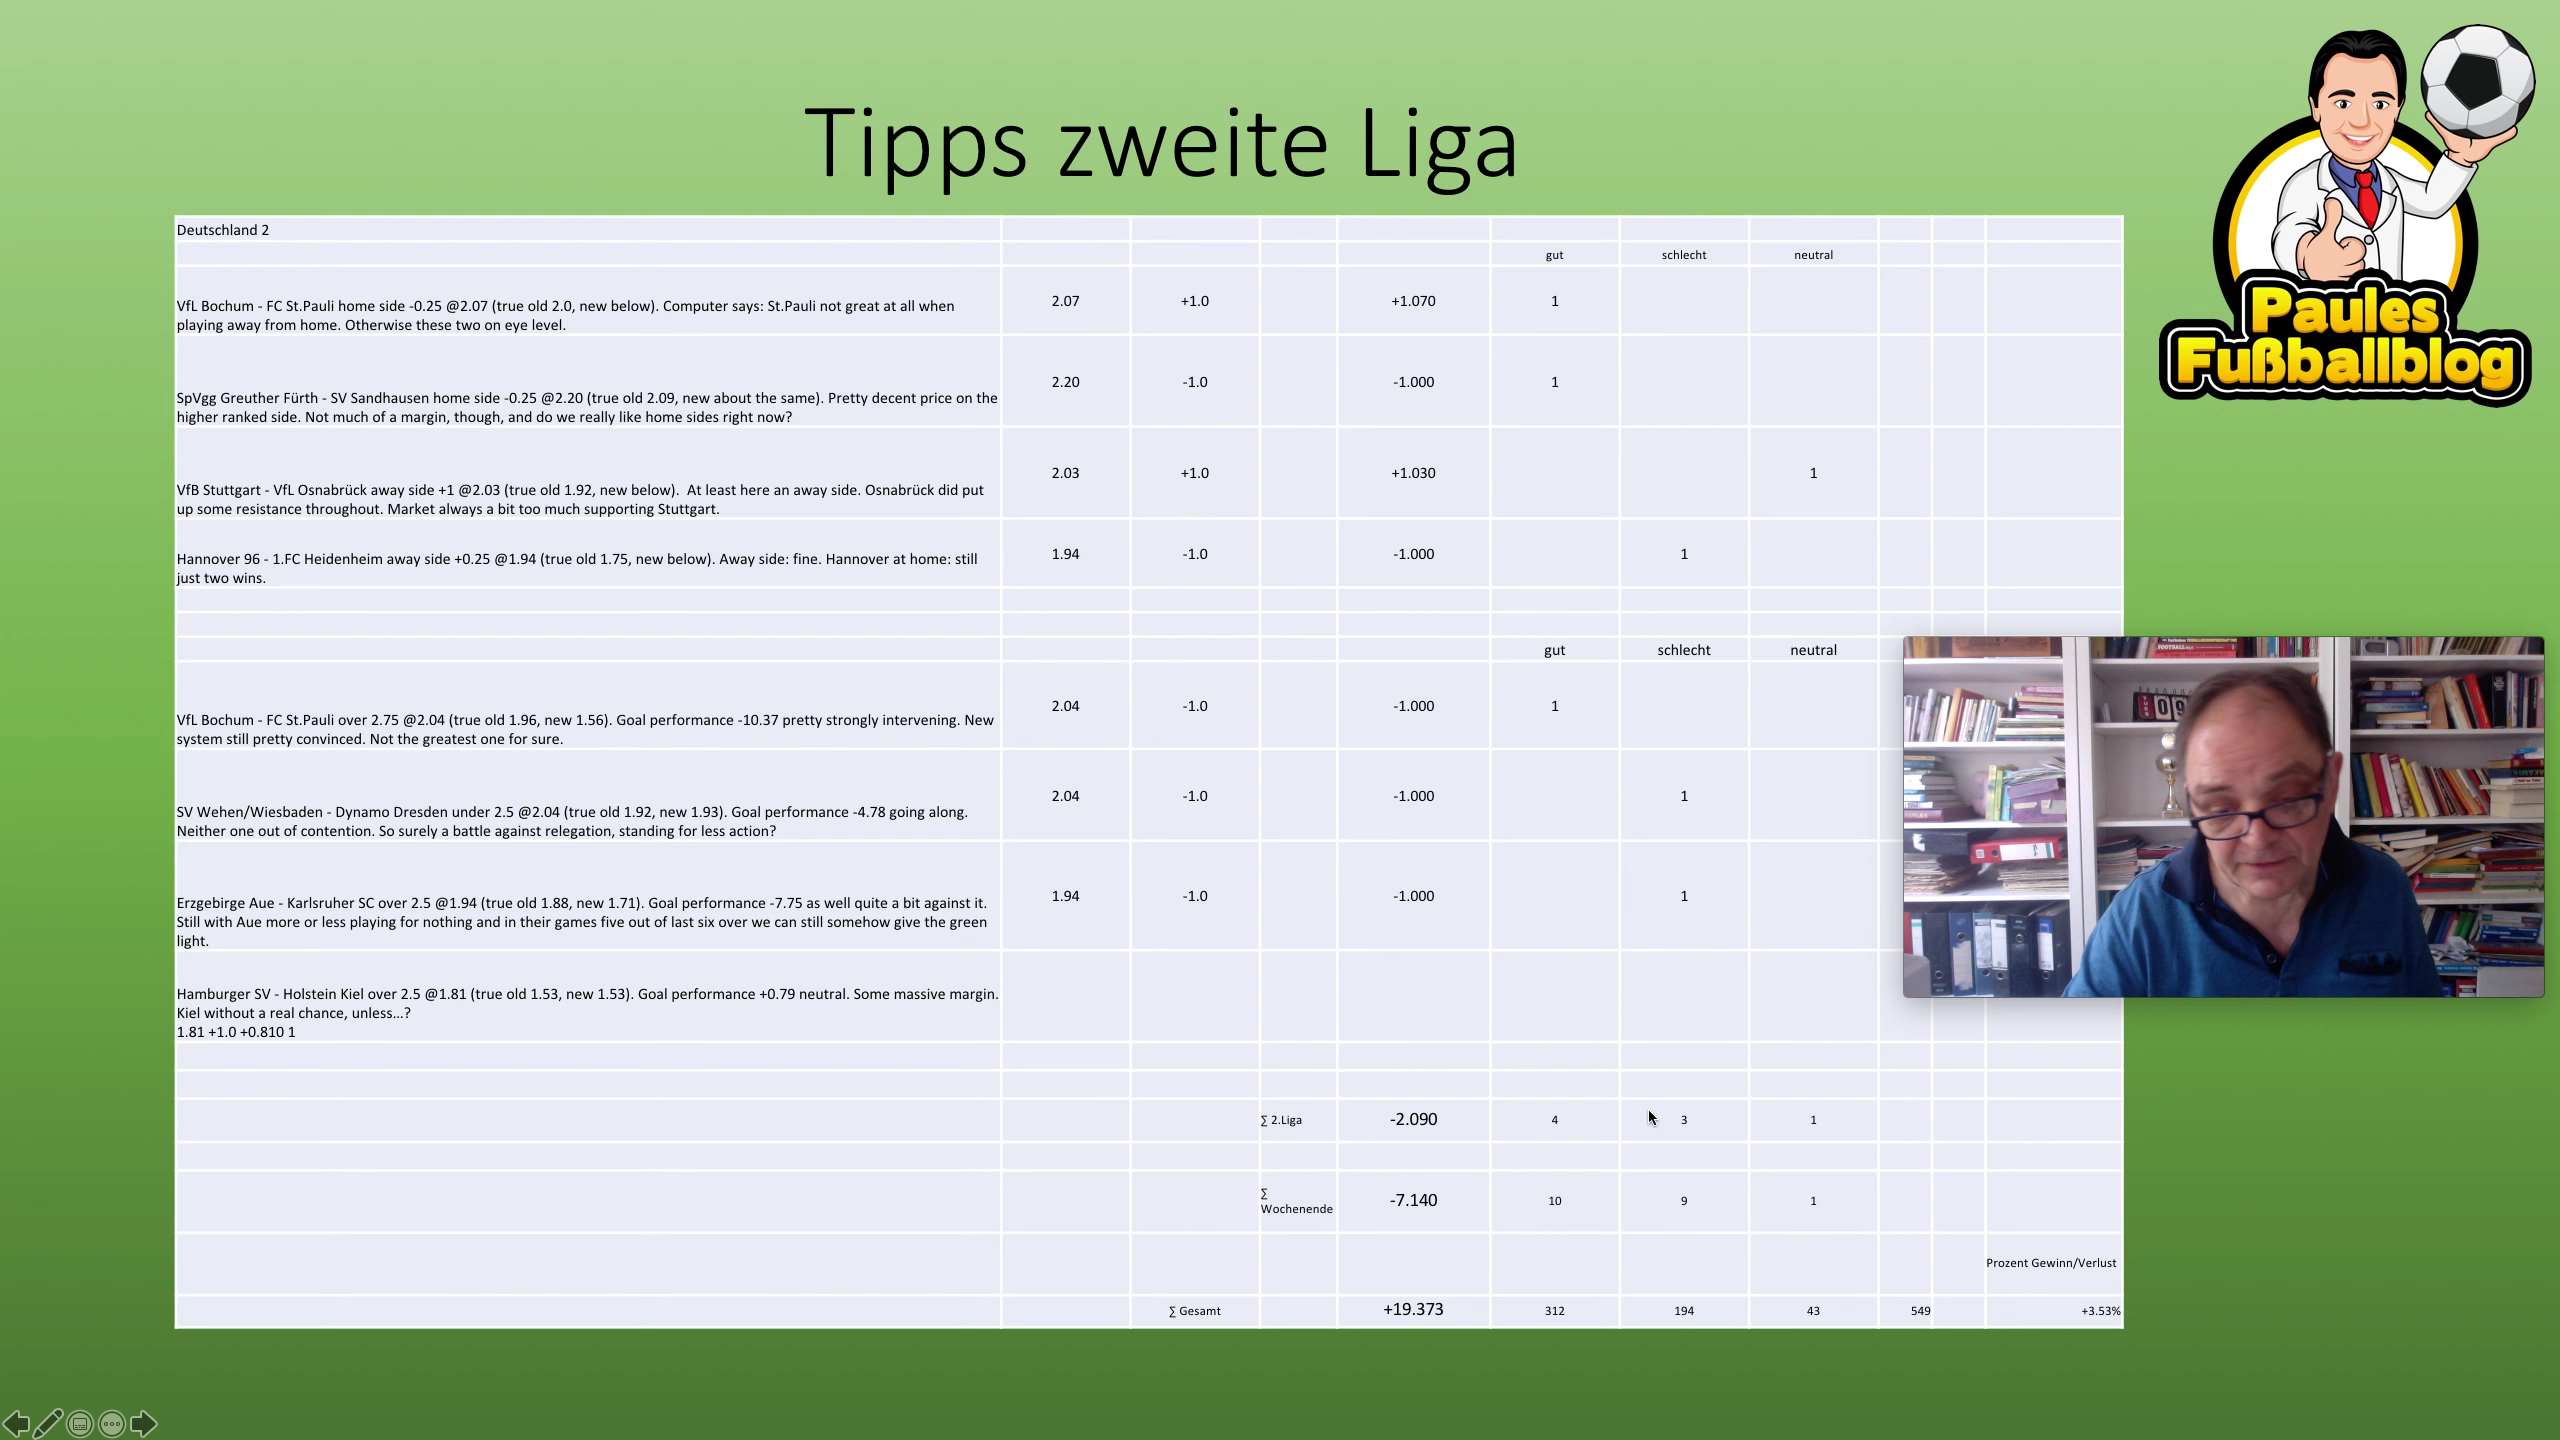 Tipps zweite Liga
Paules
Fußballblog
Deutschland 2
gut schlecht neutral
VfL Bochum - FC St.Pauli home side -0.25 @2.07 (true old 2.0, new below). Computer says: St.Pauli not great at all when
playing away from home. Otherwise these two on eye level.
2.07 +1.0 +1.070 1
SpVgg Greuther Fürth - SV Sandhausen home side -0.25 @2.20 (true old 2.09, new about the same). Pretty decent price on the
higher ranked side. Not much of a margin, though, and do we really like home sides right now?
2.20 -1.0 -1.000 1
VfB Stuttgart - VfL Osnabrück away side +1 @2.03 (true old 1.92, new below).  At least here an away side. Osnabrück did put
up some resistance throughout. Market always a bit too much supporting Stuttgart.
2.03 +1.0 +1.030 1
Hannover 96 - 1.FC Heidenheim away side +0.25 @1.94 (true old 1.75, new below). Away side: fine. Hannover at home: still
just two wins.
1.94 -1.0 -1.000 1
gut schlecht neutral
VfL Bochum - FC St.Pauli over 2.75 @2.04 (true old 1.96, new 1.56). Goal performance -10.37 pretty strongly intervening. New
system still pretty convinced. Not the greatest one for sure.
2.04 -1.0 -1.000 1
SV Wehen/Wiesbaden - Dynamo Dresden under 2.5 @2.04 (true old 1.92, new 1.93). Goal performance -4.78 going along.
Neither one out of contention. So surely a battle against relegation, standing for less action?
2.04 -1.0 -1.000 1
Erzgebirge Aue - Karlsruher SC over 2.5 @1.94 (true old 1.88, new 1.71). Goal performance -7.75 as well quite a bit against it.
Still with Aue more or less playing for nothing and in their games five out of last six over we can still somehow give the green
light.
1.94 -1.0 -1.000 1
Hamburger SV - Holstein Kiel over 2.5 @1.81 (true old 1.53, new 1.53). Goal performance +0.79 neutral. Some massive margin.
Kiel without a real chance, unless…?
1.81 +1.0 +0.810 1
∑ 2.Liga -2.090 4 3 1
∑
Wochenende -7.140 10 9 1
Prozent Gewinn/Verlust
∑ Gesamt +19.373 312 194 43 549 +3.53%
FOOTBALL
09